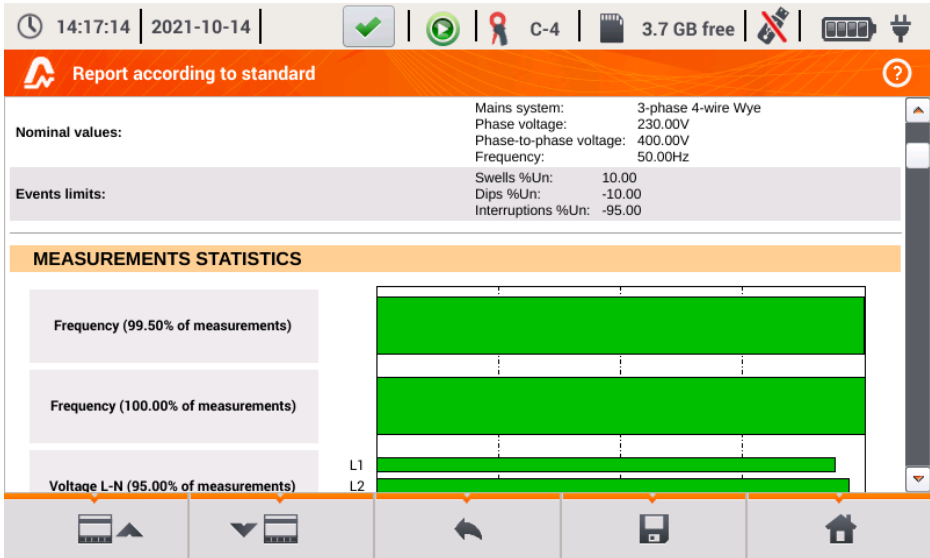 14:17:14 2021-10-14 C-4 3.7 GB free
Report according to standard
?
Nominal values:
Mains system: 3-phase 4-wire Wye
Phase voltage: 230.00V
Phase-to-phase voltage: 400.00V
Frequency: 50.00Hz
Events limits:
Swells %Un: 10.00
Dips %Un: -10.00
Interruptions %Un: -95.00
MEASUREMENTS STATISTICS
Frequency (99.50% of measurements)
Frequency (100.00% of measurements)
Voltage L-N (95.00% of measurements)
L1
L2